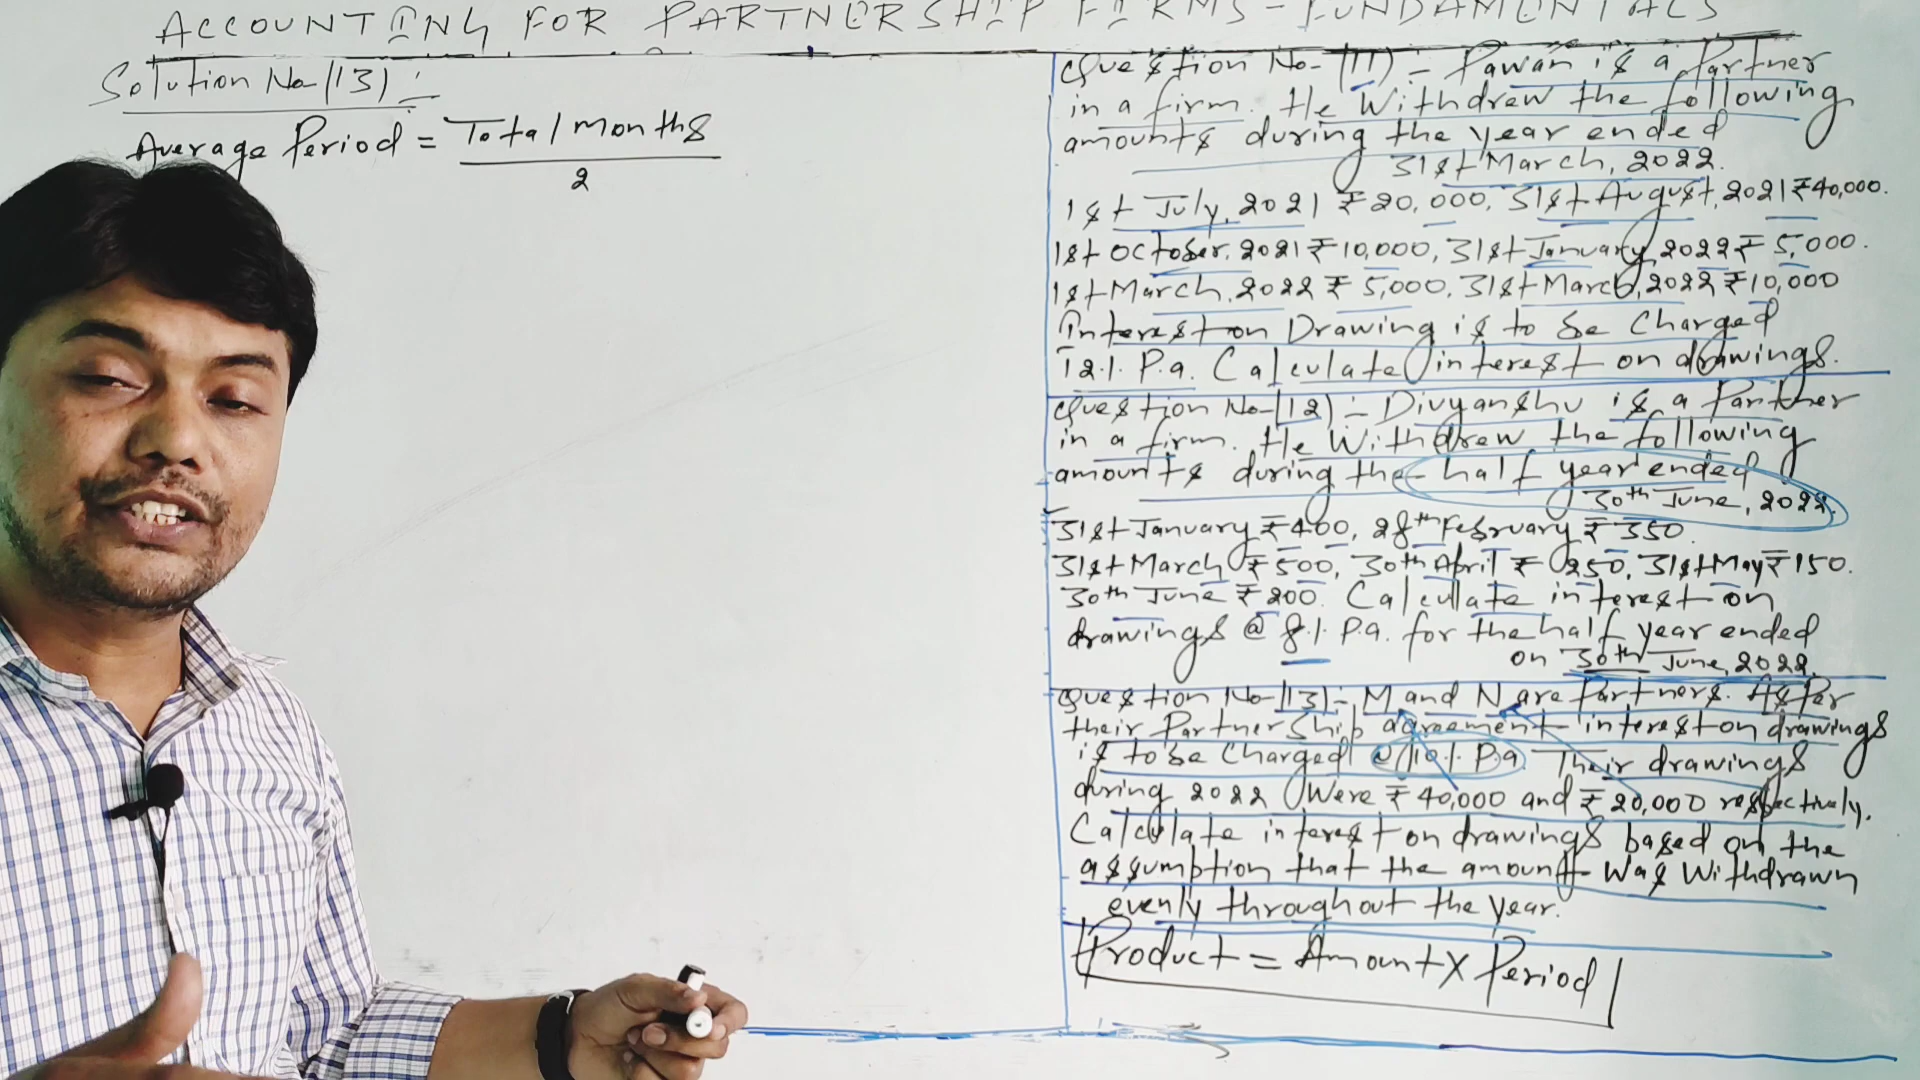 ACCOUNTING FOR PARTNERSHIP FIRMS - FUNDAMENTALS
Solution No-(13) :-
Average Period = Total months
2
Question No-(11) :- Pawan is a Partner
in a firm. He Withdrew the following
amounts during the year ended
31st March, 2022.
1st July, 2021 ₹20,000, 31st August, 2021 ₹40,000.
1st October, 2021 ₹10,000, 31st January, 2022 ₹5,000.
1st March, 2022 ₹5,000, 31st March, 2022 ₹10,000
Interest on Drawing is to be Charged
12% P.a. Calculate interest on drawings.
Question No-(12) :- Divyanshu is a Partner
in a firm. He Withdrew the following
amounts during the half year ended
30th June, 2022.
31st January ₹400, 28th February ₹350.
31st March ₹500, 30th April ₹250, 31st May ₹150.
30th June ₹200. Calculate interest on
drawings @ 8% P.a. for the half year ended
on 30th June, 2022.
Question No-(13) :- M and N are Partners. As Per
their Partnership agreement interest on drawings
is to be Charged @ 10% P.a. Their drawings
during 2022 Were ₹40,000 and ₹20,000 respectively.
Calculate interest on drawings based on the
assumption that the amount Was Withdrawn
evenly throughout the year.
Product = Amount X Period